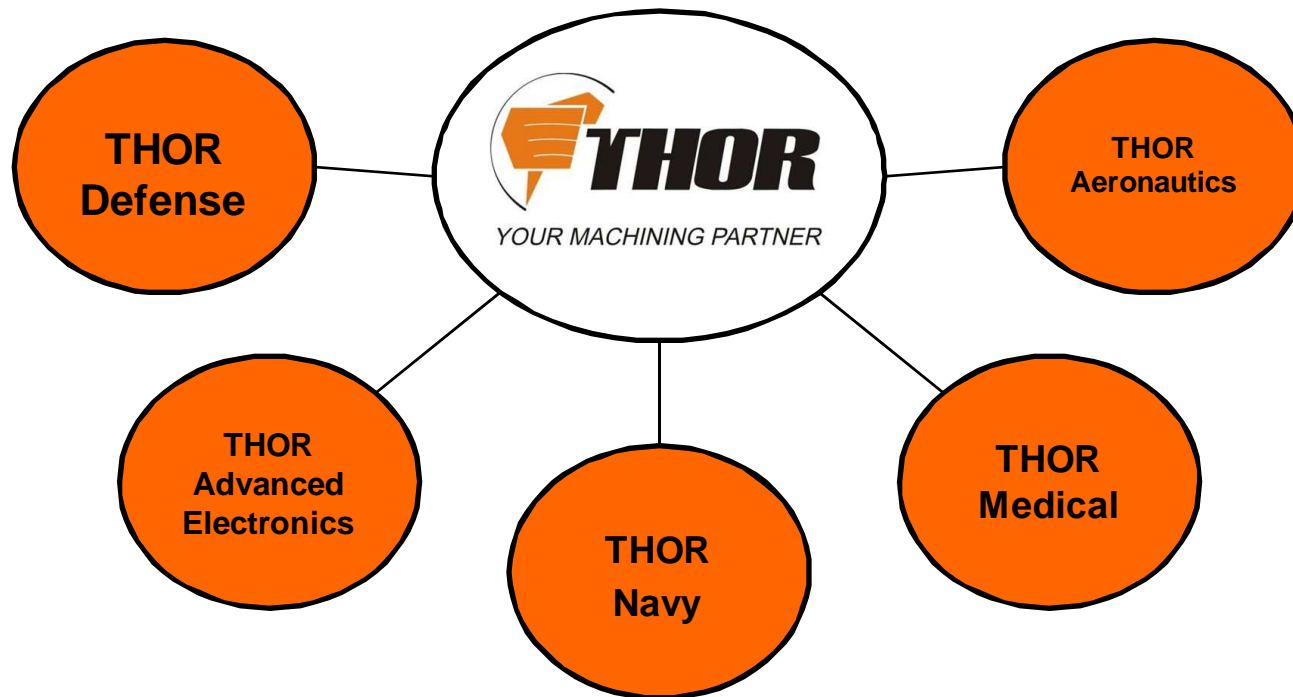 THOR
YOUR MACHINING PARTNER
THOR
Defense
THOR
Aeronautics
THOR
Advanced
Electronics
THOR
Navy
THOR
Medical